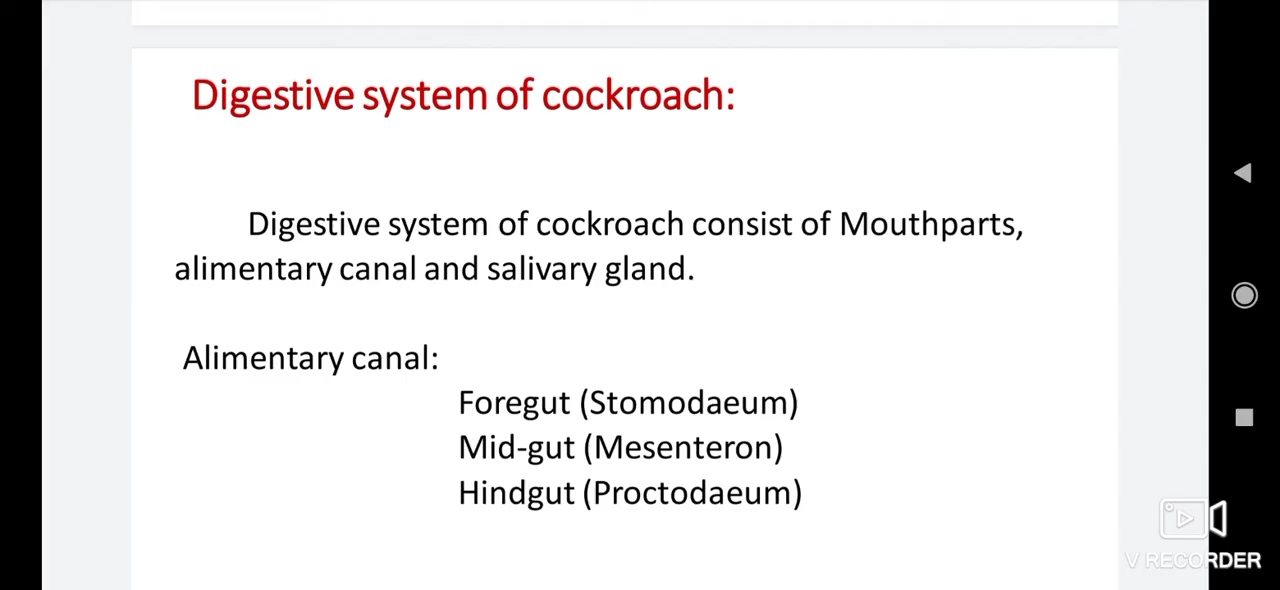 Digestive system of cockroach:
Digestive system of cockroach consist of Mouthparts,
alimentary canal and salivary gland.
Alimentary canal:
Foregut (Stomodaeum)
Mid-gut (Mesenteron)
Hindgut (Proctodaeum)
V RECORDER